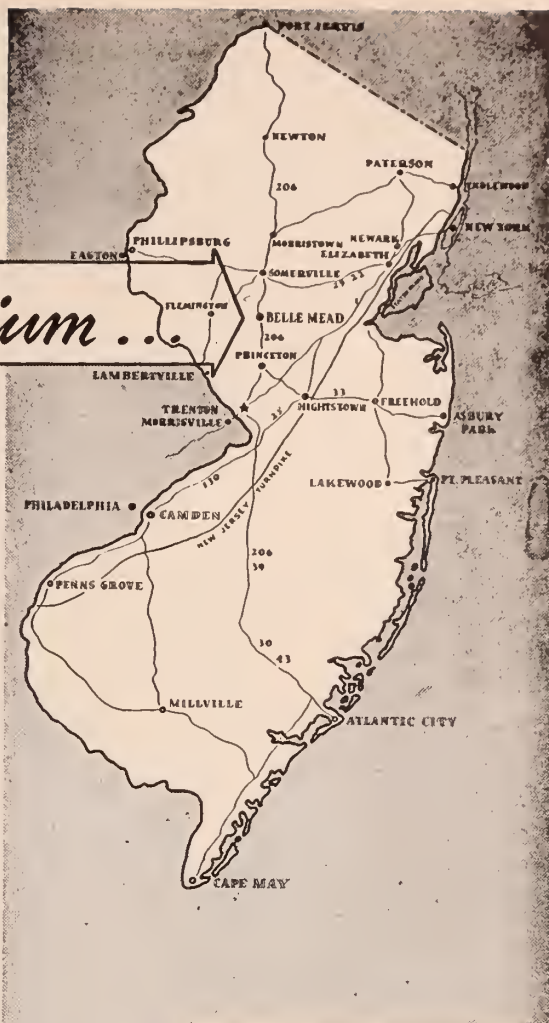 PORT JERVIS
NEWTON
PATERSON
206
ENGLEWOOD
NEW YORK
PHILLIPSBURG
MORRISTOWN
NEWARK
ELIZABETH
EASTON
SOMERVILLE
22
ium ...
FLEMINGTON
BELLE MEAD
206
PRINCETON
LAMBERTVILLE
HIGHTSTOWN
33
FREEHOLD
TRENTON
MORRISVILLE
ASBURY
PARK
130
LAKEWOOD
PT. PLEASANT
PHILADELPHIA
CAMDEN
NEW JERSEY TURNPIKE
206
39
PENNS GROVE
30
43
MILLVILLE
ATLANTIC CITY
CAPE MAY